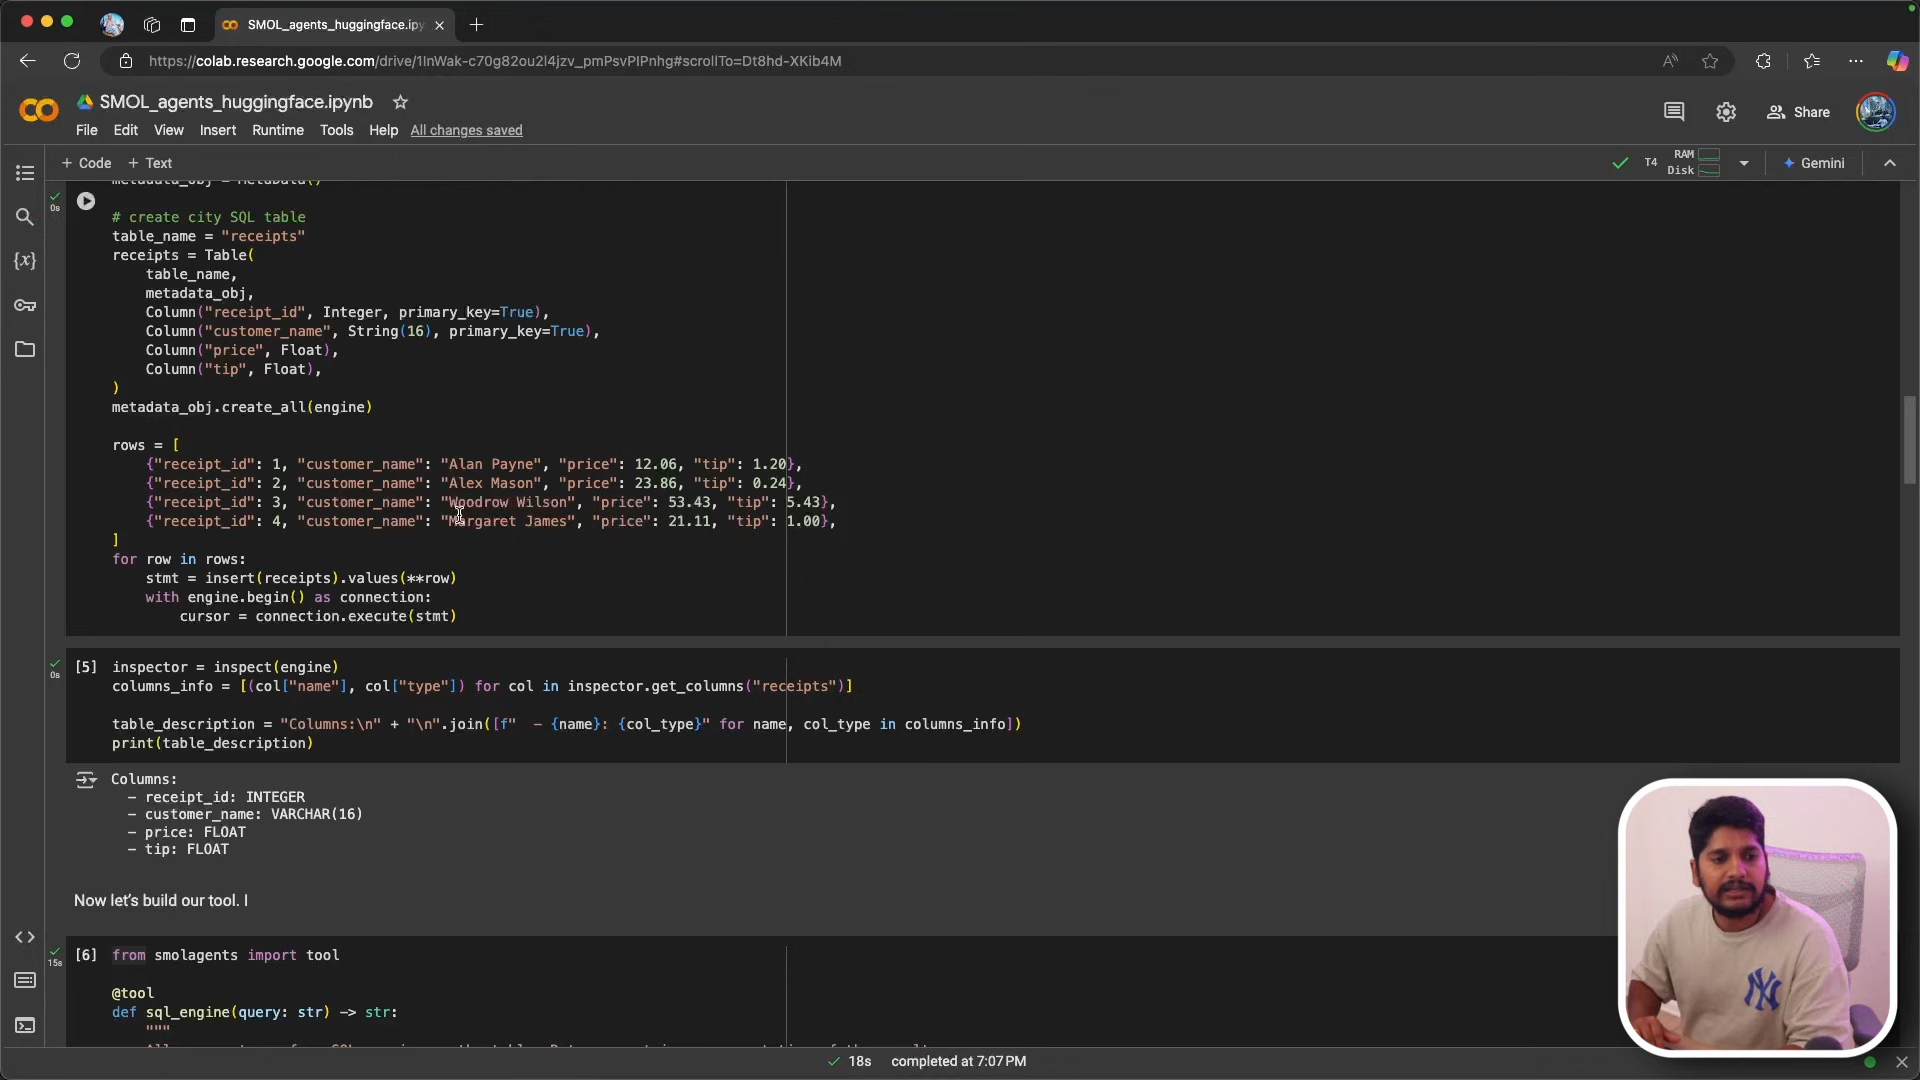 SMOL_agents_huggingface.ipy
https://colab.research.google.com/drive/1lnWak-c70g82ou2l4jzv_pmPsvPlPnhg#scrollTo=Dt8hd-XKib4M
SMOL_agents_huggingface.ipynb
Share
File Edit View Insert Runtime Tools Help All changes saved
+ Code + Text
T4 RAM Disk Gemini
metadata_obj = MetaData()
0s
# create city SQL table
table_name = "receipts"
receipts = Table(
table_name,
metadata_obj,
Column("receipt_id", Integer, primary_key=True),
Column("customer_name", String(16), primary_key=True),
Column("price", Float),
Column("tip", Float),
)
metadata_obj.create_all(engine)
rows = [
{"receipt_id": 1, "customer_name": "Alan Payne", "price": 12.06, "tip": 1.20},
{"receipt_id": 2, "customer_name": "Alex Mason", "price": 23.86, "tip": 0.24},
{"receipt_id": 3, "customer_name": "Woodrow Wilson", "price": 53.43, "tip": 5.43},
{"receipt_id": 4, "customer_name": "Margaret James", "price": 21.11, "tip": 1.00},
]
for row in rows:
stmt = insert(receipts).values(**row)
with engine.begin() as connection:
cursor = connection.execute(stmt)
0s
[5] inspector = inspect(engine)
columns_info = [(col["name"], col["type"]) for col in inspector.get_columns("receipts")]
table_description = "Columns:\n" + "\n".join([f"  - {name}: {col_type}" for name, col_type in columns_info])
print(table_description)
Columns:
- receipt_id: INTEGER
- customer_name: VARCHAR(16)
- price: FLOAT
- tip: FLOAT
Now let's build our tool. I
15s
[6] from smolagents import tool
@tool
def sql_engine(query: str) -> str:
"""
18s completed at 7:07 PM
NY